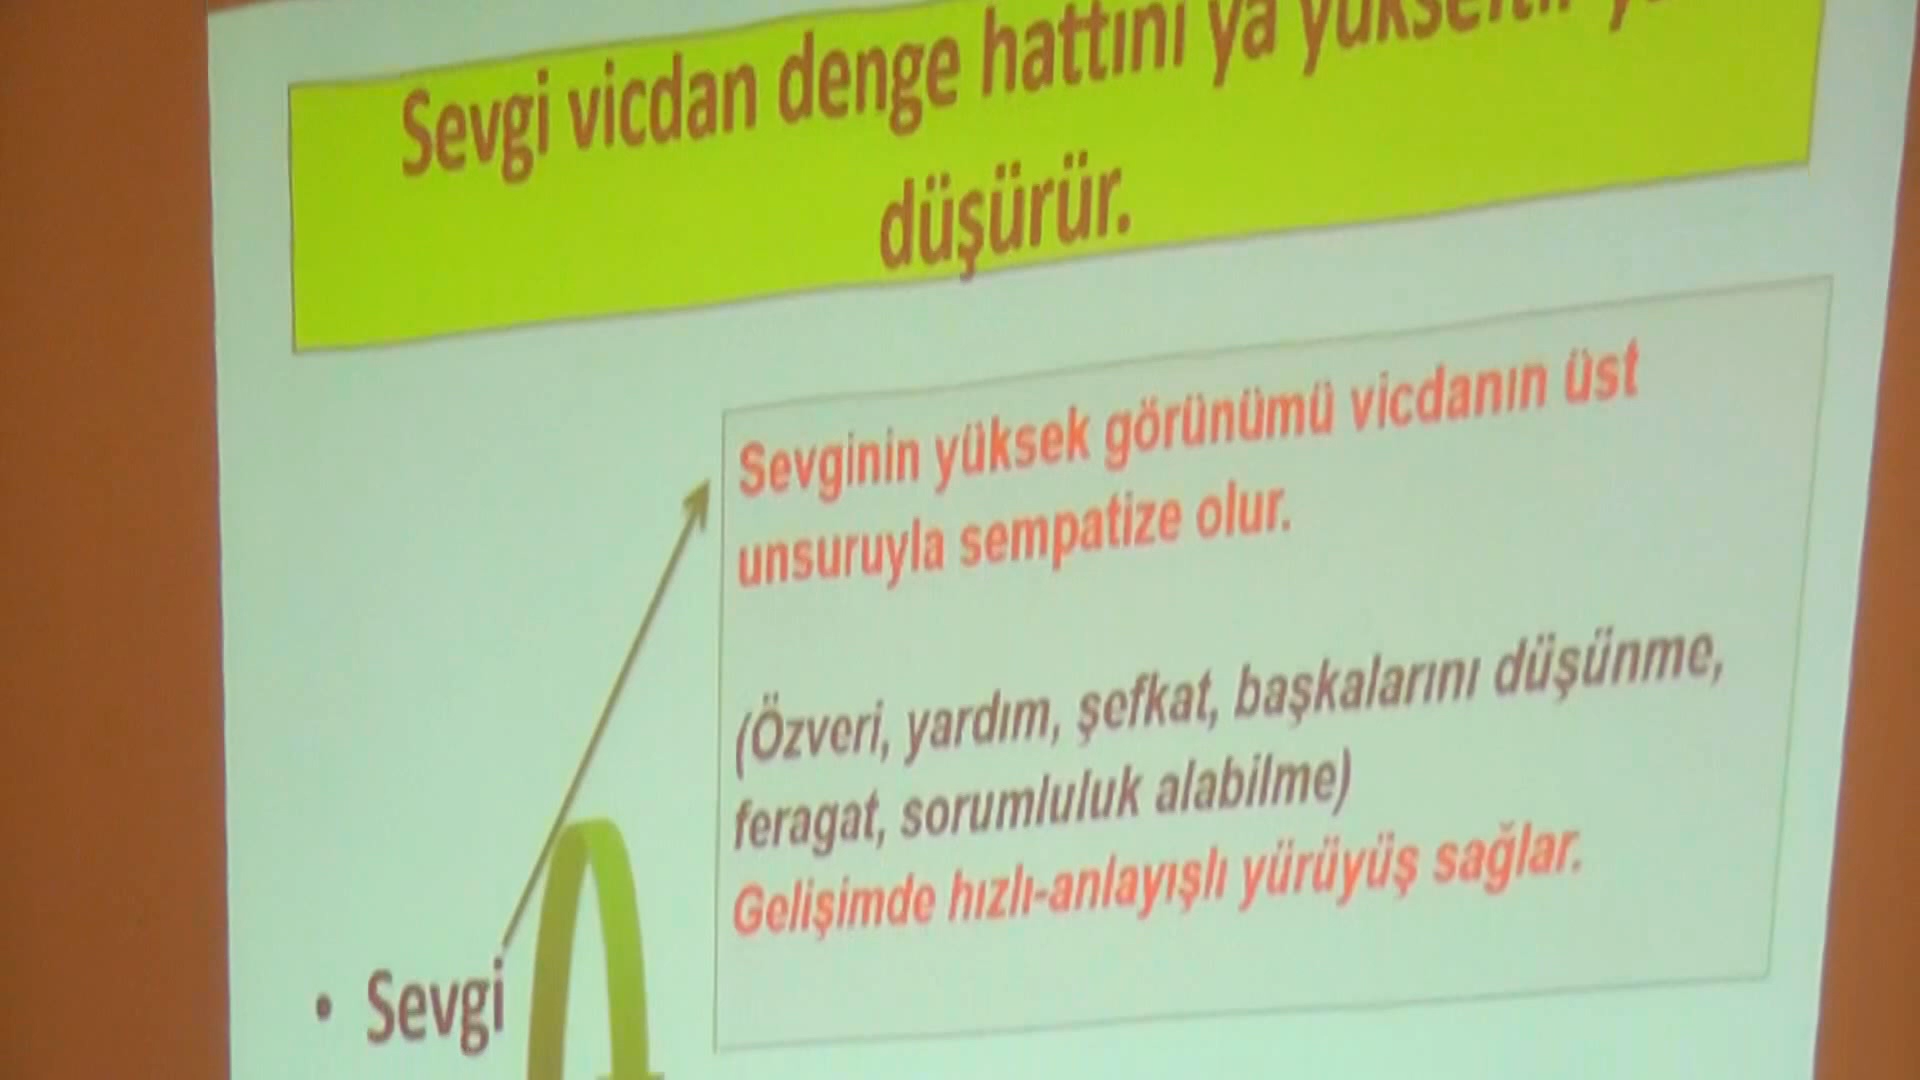 Sevgi vicdan denge hattını ya yükseltir
düşürür.
Sevginin yüksek görünümü vicdanın üst
unsuruyla sempatize olur.
(Özveri, yardım, şefkat, başkalarını düşünme,
feragat, sorumluluk alabilme)
Gelişimde hızlı-anlayışlı yürüyüş sağlar.
• Sevgi